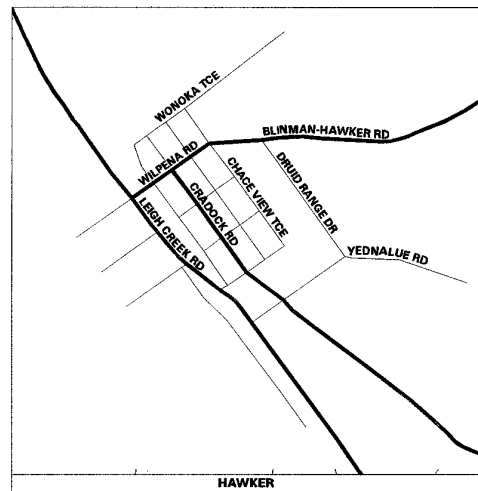 WONOKA TCE
BLINMAN-HAWKER RD
WILPENA RD
CHACE VIEW TCE
DRUID RANGE DR
CRADOCK RD
LEIGH CREEK RD
YEDNALUE RD
HAWKER